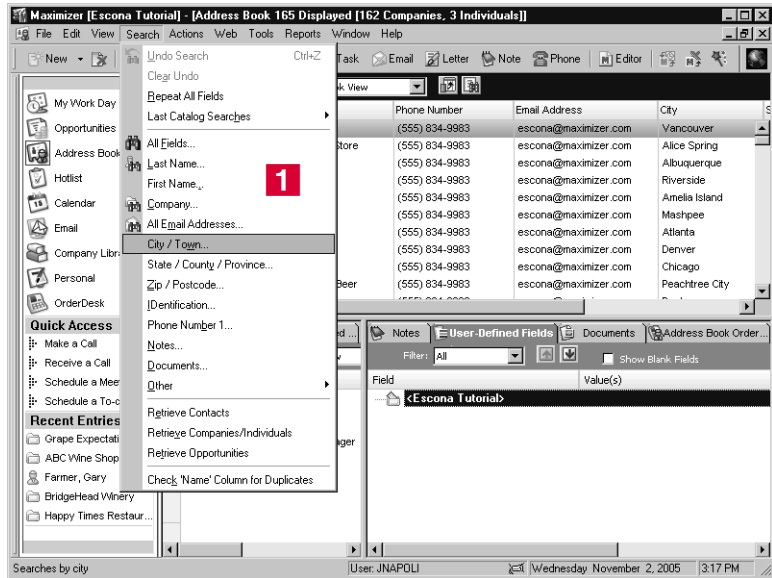 Maximizer [Escona Tutorial] - [Address Book 165 Displayed [162 Companies, 3 Individuals]]
File Edit View Search Actions Web Tools Reports Window Help
New Task Email Letter Note Phone Editor
Undo Search Ctrl+Z
Clear Undo
Repeat All Fields
Last Catalog Searches
All Fields...
Last Name...
First Name...
Company...
All Email Addresses...
City / Town...
State / County / Province...
Zip / Postcode...
IDentification...
Phone Number 1...
Notes...
Documents...
Other
Retrieve Contacts
Retrieve Companies/Individuals
Retrieve Opportunities
Check 'Name' Column for Duplicates
1
My Work Day
Opportunities
Address Book
Hotlist
Calendar
Email
Company Libr
Personal
OrderDesk
Quick Access
Make a Call
Receive a Call
Schedule a Mee
Schedule a To-d
Recent Entries
Grape Expectati
ABC Wine Shop
Farmer, Gary
BridgeHead Winery
Happy Times Restaur...
View
Phone Number Email Address City
(555) 834-9983 escona@maximizer.com Vancouver
Store (555) 834-9983 escona@maximizer.com Alice Spring
(555) 834-9983 escona@maximizer.com Albuquerque
(555) 834-9983 escona@maximizer.com Riverside
(555) 834-9983 escona@maximizer.com Amelia Island
(555) 834-9983 escona@maximizer.com Mashpee
(555) 834-9983 escona@maximizer.com Atlanta
(555) 834-9983 escona@maximizer.com Denver
(555) 834-9983 escona@maximizer.com Chicago
Beer (555) 834-9983 escona@maximizer.com Peachtree City
ed ... Notes User-Defined Fields Documents Address Book Order...
Filter: All Show Blank Fields
Field Value(s)
<Escona Tutorial>
ager
Searches by city User: JNAPOLI Wednesday November 2, 2005 3:17 PM